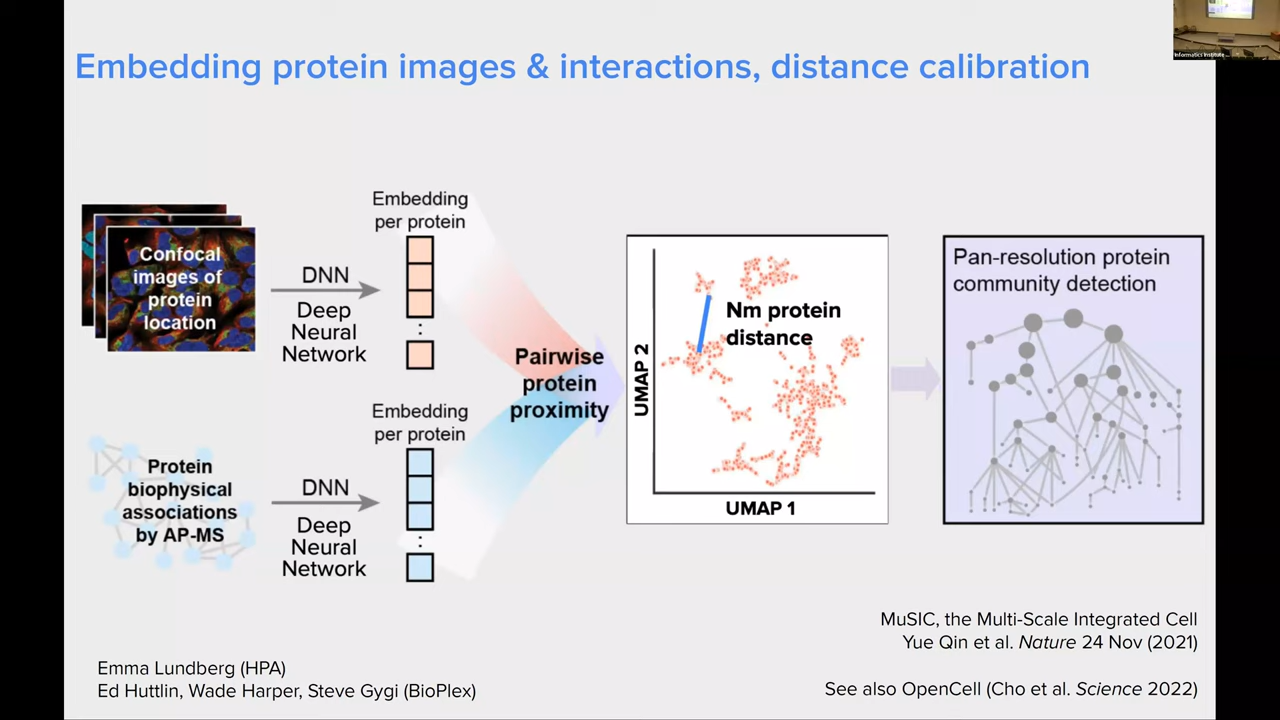 Embedding protein images & interactions, distance calibration
Informatics Institute
Confocal
images of
protein
location
DNN
Deep
Neural
Network
Embedding
per protein
:
Protein
biophysical
associations
by AP-MS
DNN
Deep
Neural
Network
Embedding
per protein
:
Pairwise
protein
proximity
UMAP 2
Nm protein
distance
UMAP 1
Pan-resolution protein
community detection
MuSIC, the Multi-Scale Integrated Cell
Yue Qin et al. Nature 24 Nov (2021)
Emma Lundberg (HPA)
Ed Huttlin, Wade Harper, Steve Gygi (BioPlex)
See also OpenCell (Cho et al. Science 2022)